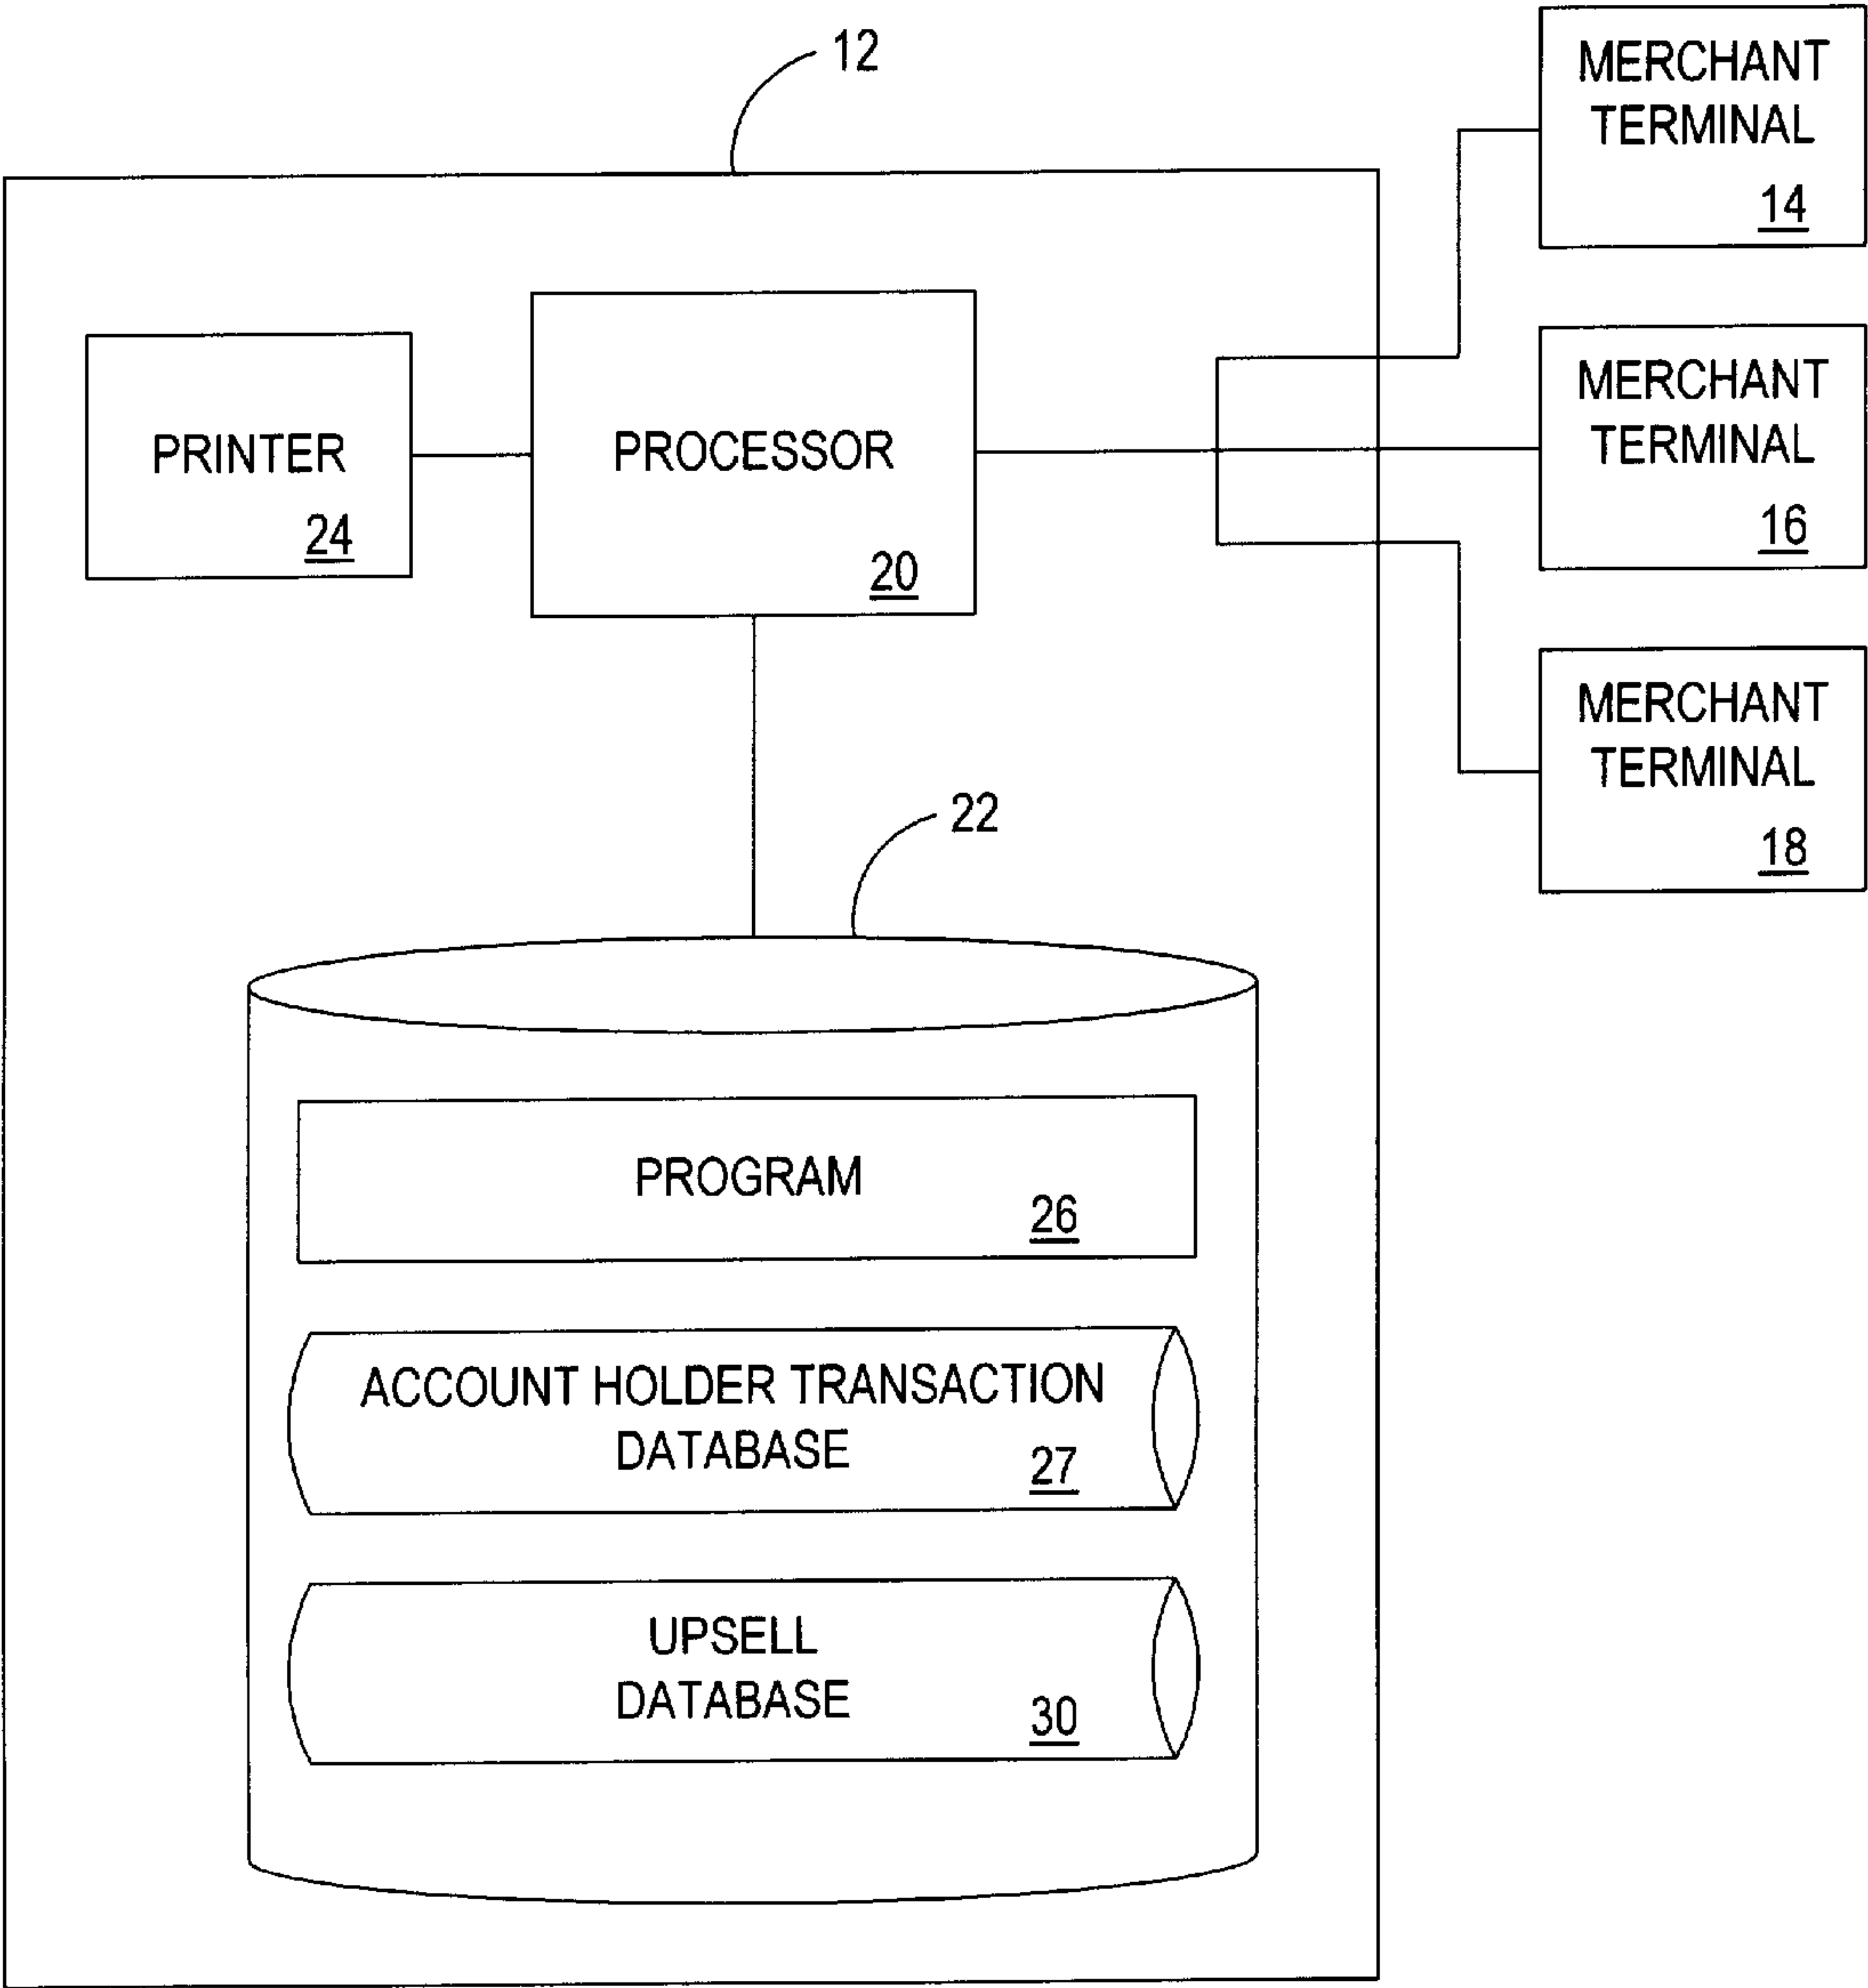 12
MERCHANT
TERMINAL
14
PRINTER
24
PROCESSOR
20
MERCHANT
TERMINAL
16
MERCHANT
TERMINAL
18
22
PROGRAM
26
ACCOUNT HOLDER TRANSACTION
DATABASE
27
UPSELL
DATABASE
30